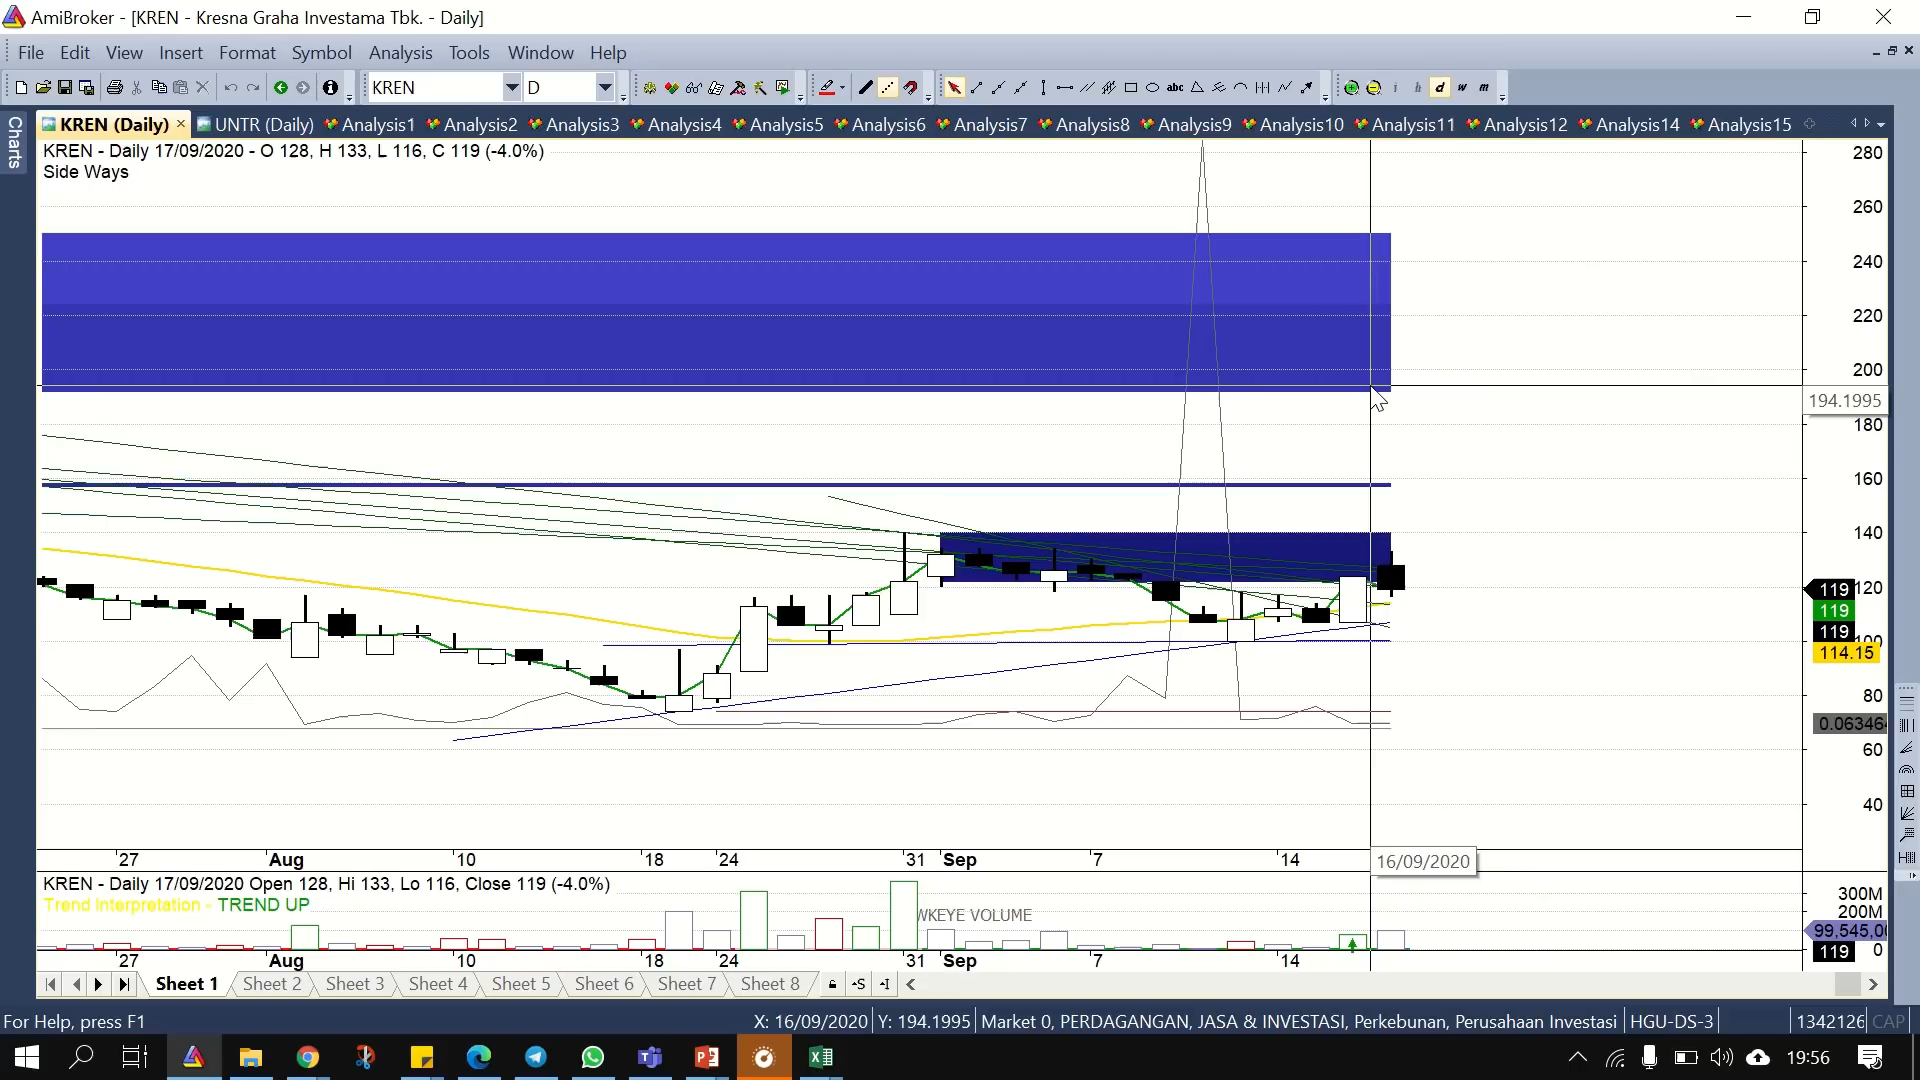 AmiBroker - [KREN - Kresna Graha Investama Tbk. - Daily]
File Edit View Insert Format Symbol Analysis Tools Window Help
KREN D abc i h d w m
Charts
KREN (Daily) × UNTR (Daily) Analysis1 Analysis2 Analysis3 Analysis4 Analysis5 Analysis6 Analysis7 Analysis8 Analysis9 Analysis10 Analysis11 Analysis12 Analysis14 Analysis15
KREN - Daily 17/09/2020 - O 128, H 133, L 116, C 119 (-4.0%)
Side Ways
280
260
240
220
200
194.1995
180
160
140
120
119
119
119
100
114.15
80
0.063464
60
40
27 Aug 10 18 24 31 Sep 7 14 16/09/2020
KREN - Daily 17/09/2020 Open 128, Hi 133, Lo 116, Close 119 (-4.0%)
Trend Interpretation - TREND UP
WKEYE VOLUME
300M
200M
99,545,0
119 0
27 Aug 10 18 24 31 Sep 7 14
Sheet 1 Sheet 2 Sheet 3 Sheet 4 Sheet 5 Sheet 6 Sheet 7 Sheet 8
For Help, press F1 X: 16/09/2020 Y: 194.1995 Market 0, PERDAGANGAN, JASA & INVESTASI, Perkebunan, Perusahaan Investasi HGU-DS-3 1342126 CAP
19:56